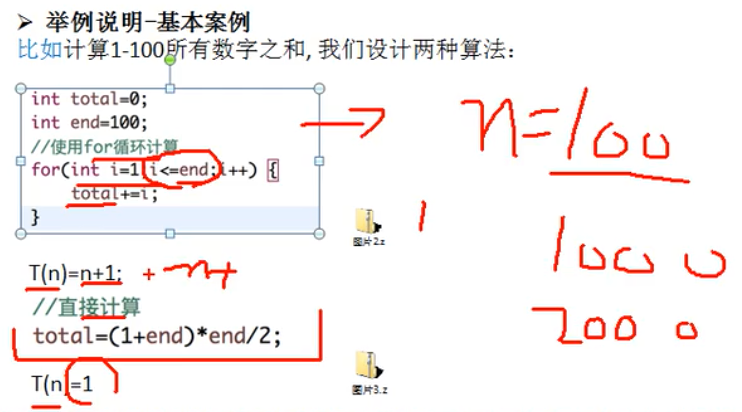 ➢ 举例说明-基本案例
比如计算1-100所有数字之和, 我们设计两种算法：
int total=0;
int end=100;
//使用for循环计算
for(int i=1;i<=end;i++) {
total+=i;
}
n=100
1000 0
200 0
图片2.z
T(n)=n+1; + n+
//直接计算
total=(1+end)*end/2;
T(n)=1
图片3.z